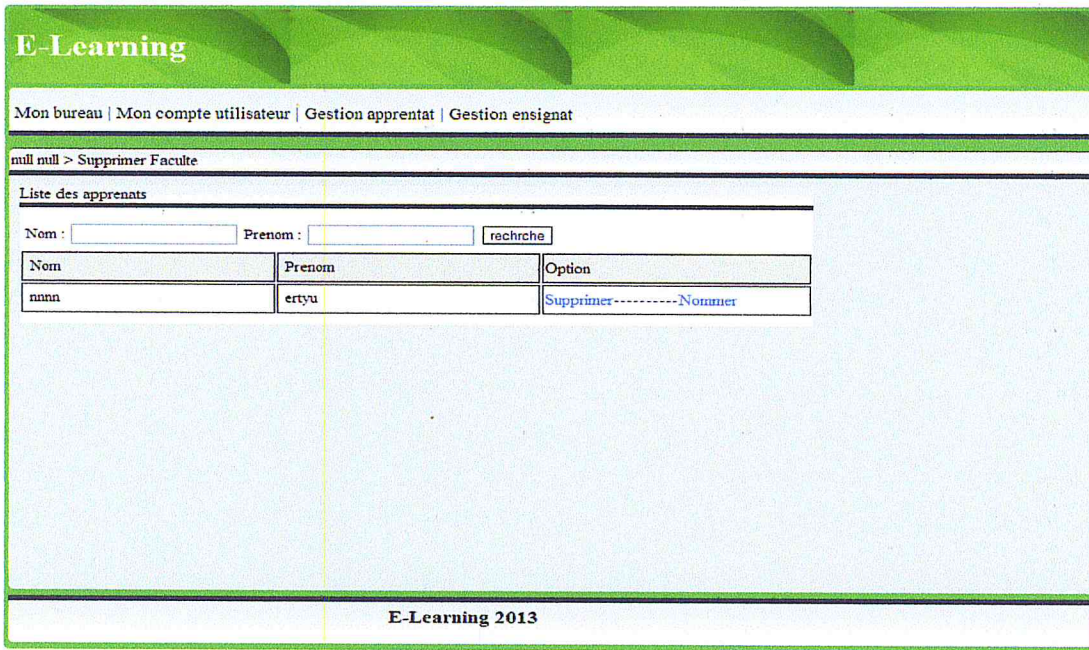 E-Learning
Mon bureau | Mon compte utilisateur | Gestion apprentat | Gestion ensignat
null null > Supprimer Faculte
Liste des apprenats
Nom : Prenom : rechrche
Nom Prenom Option
nnnn ertyu Supprimer----------Nommer
E-Learning 2013